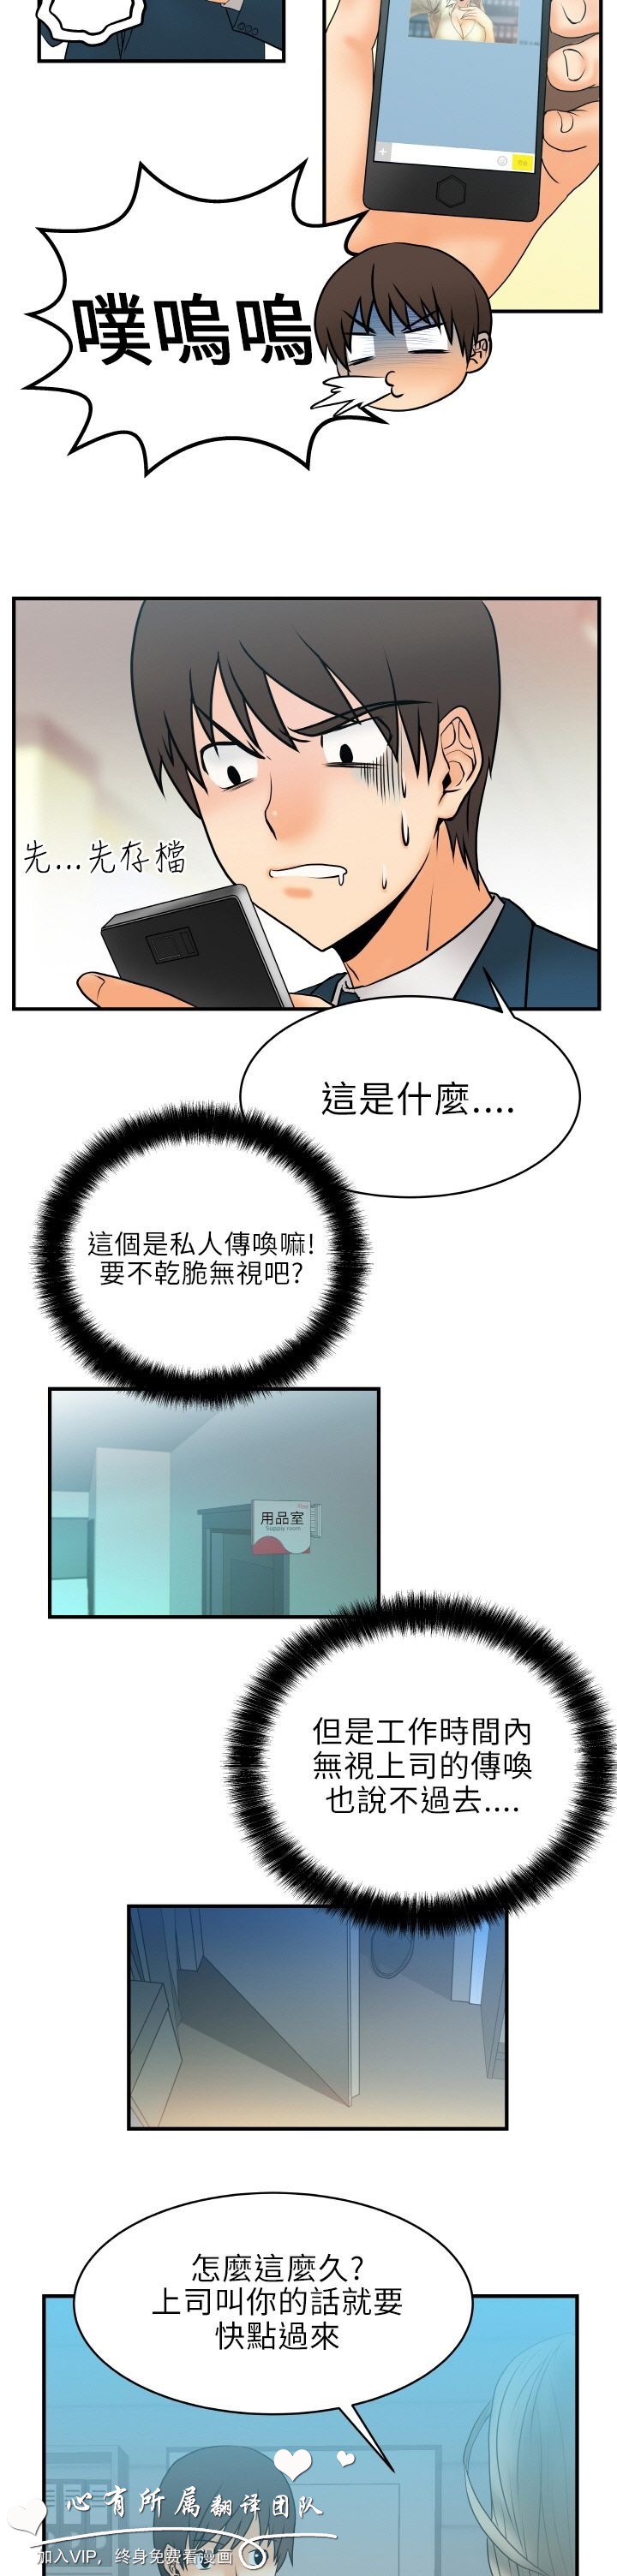 噗嗚嗚
先...先存檔
這是什麼....
這個是私人傳喚嘛!
要不乾脆無視吧?
用品室
Supply room
但是工作時間內
無視上司的傳喚
也說不過去....
怎麼這麼久?
上司叫你的話就要
快點過來
心有所属翻译团队
加入VIP，终身免费看漫画